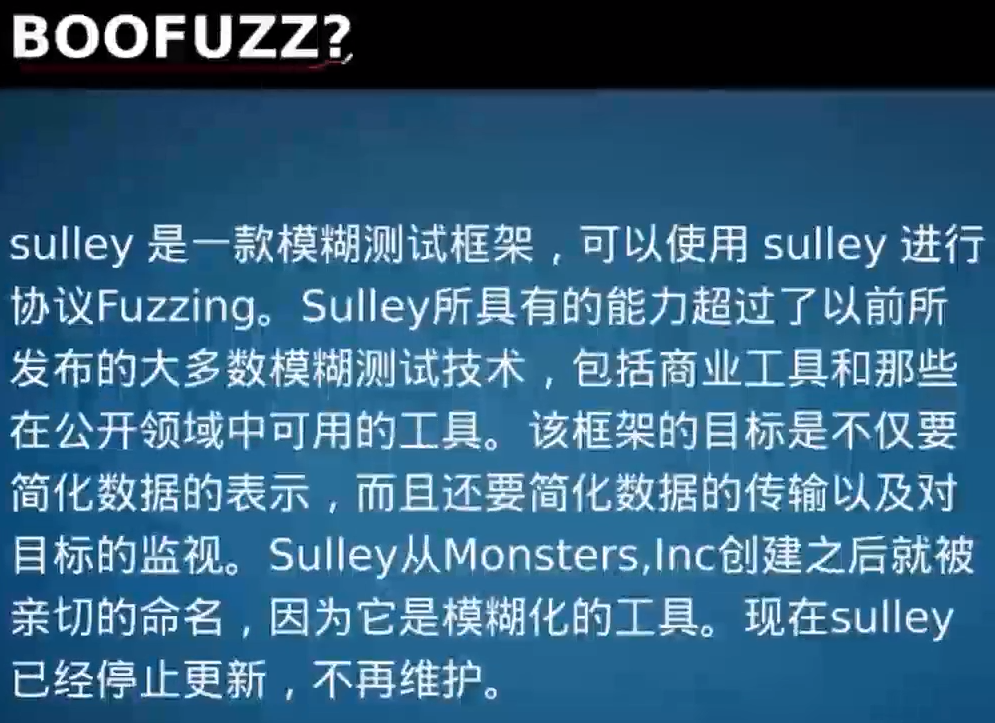 BOOFUZZ?
sulley 是一款模糊测试框架，可以使用 sulley 进行
协议Fuzzing。Sulley所具有的能力超过了以前所
发布的大多数模糊测试技术，包括商业工具和那些
在公开领域中可用的工具。该框架的目标是不仅要
简化数据的表示，而且还要简化数据的传输以及对
目标的监视。Sulley从Monsters,Inc创建之后就被
亲切的命名，因为它是模糊化的工具。现在sulley
已经停止更新，不再维护。